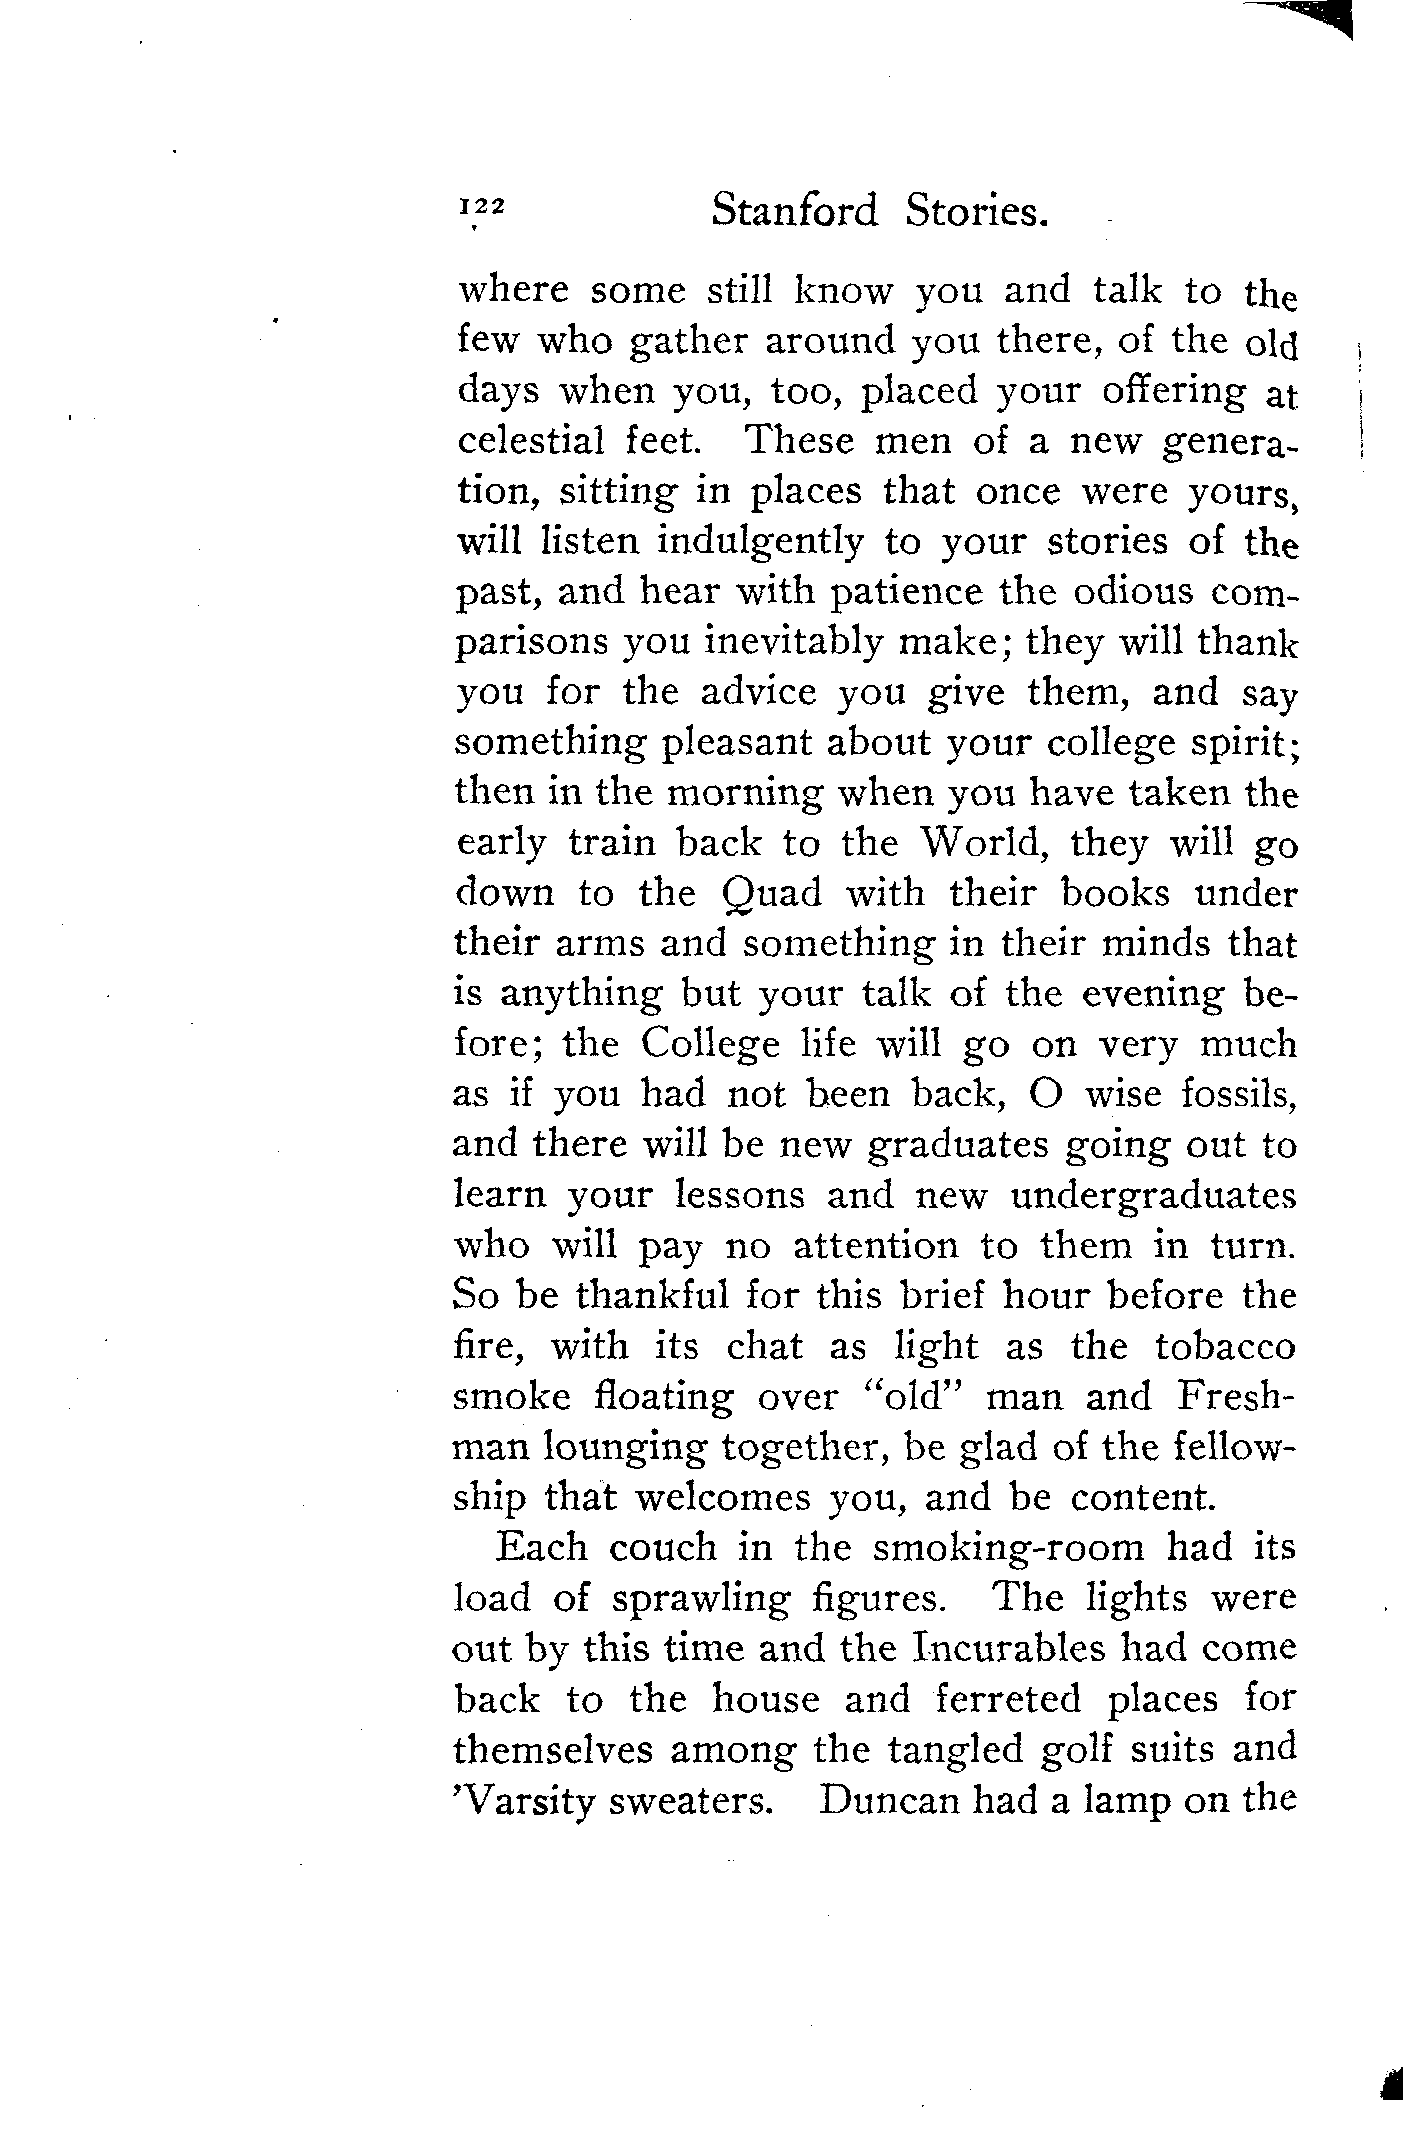 122 Stanford Stories.
where some still know you and talk to the
few who gather around you there, of the old
days when you, too, placed your offering at
celestial feet. These men of a new genera-
tion, sitting in places that once were yours,
will listen indulgently to your stories of the
past, and hear with patience the odious com-
parisons you inevitably make; they will thank
you for the advice you give them, and say
something pleasant about your college spirit;
then in the morning when you have taken the
early train back to the World, they will go
down to the Quad with their books under
their arms and something in their minds that
is anything but your talk of the evening be-
fore; the College life will go on very much
as if you had not been back, O wise fossils,
and there will be new graduates going out to
learn your lessons and new undergraduates
who will pay no attention to them in turn.
So be thankful for this brief hour before the
fire, with its chat as light as the tobacco
smoke floating over "old" man and Fresh-
man lounging together, be glad of the fellow-
ship that welcomes you, and be content.
Each couch in the smoking-room had its
load of sprawling figures. The lights were
out by this time and the Incurables had come
back to the house and ferreted places for
themselves among the tangled golf suits and
'Varsity sweaters. Duncan had a lamp on the